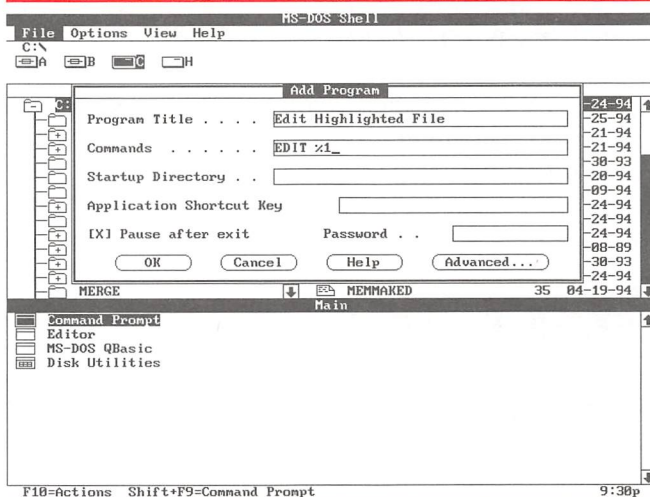 MS-DOS Shell
File Options View Help
C:\
A B C H
Add Program
C:
Program Title . . . . Edit Highlighted File
Commands . . . . . . EDIT %1_
Startup Directory . .
Application Shortcut Key
[X] Pause after exit Password . .
OK Cancel Help Advanced...
-24-94
-25-94
-21-94
-21-94
-30-93
-20-94
-09-94
-24-94
-24-94
-24-94
-08-89
-30-93
-24-94
MERGE MEMMAKED 35 04-19-94
Main
Command Prompt
Editor
MS-DOS QBasic
Disk Utilities
F10=Actions Shift+F9=Command Prompt 9:30p